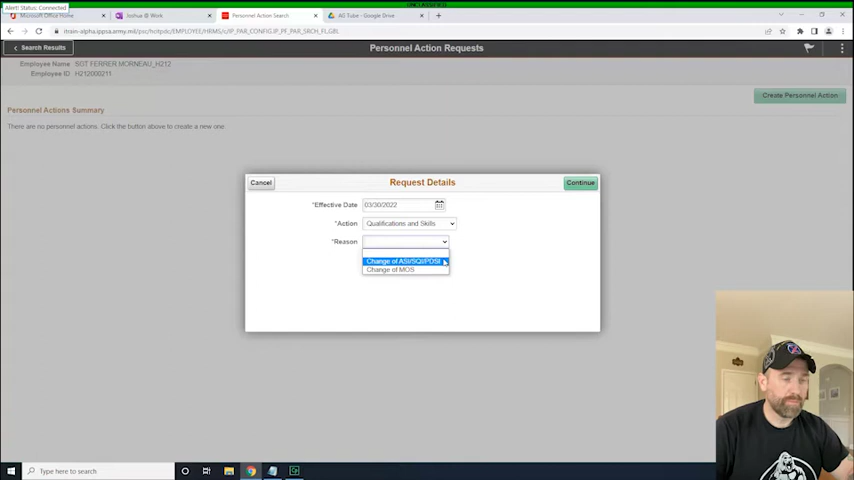 UNCLASSIFIED
Alert! Status: Connected
Microsoft Office Home
Joshua @ Work
Personnel Action Search
AG Tube - Google Drive
Search Results
Personnel Action Requests
Employee Name SGT FERRER MORNEAU_H212
Employee ID H212000211
Create Personnel Action
Personnel Actions Summary
There are no personnel actions. Click the button above to create a new one
Cancel
Request Details
Continue
*Effective Date 03/30/2022
*Action Qualifications and Skills
*Reason
Change of ASI/SQI/PDSI
Change of MOS
Type here to search